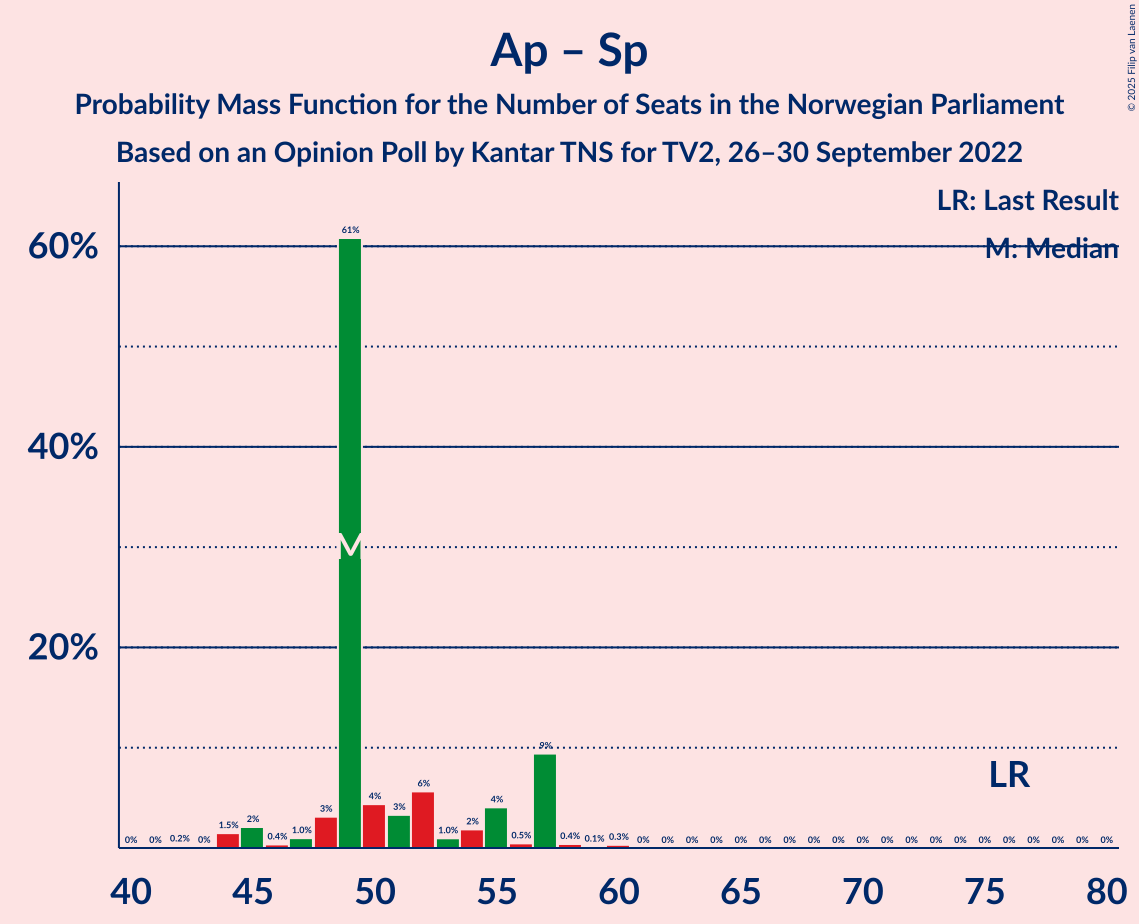 Ap – Sp
Probability Mass Function for the Number of Seats in the Norwegian Parliament
Based on an Opinion Poll by Kantar TNS for TV2, 26–30 September 2022
© 2025 Filip van Laenen
LR: Last Result
M: Median
60%
40%
20%
61%
M
LR
0% 0% 0.2% 0% 1.5% 2% 0.4% 1.0% 3% 4% 3% 6% 1.0% 2% 4% 0.5% 9% 0.4% 0.1% 0.3% 0% 0% 0% 0% 0% 0% 0% 0% 0% 0% 0% 0% 0% 0% 0% 0% 0% 0% 0% 0%
40 45 50 55 60 65 70 75 80